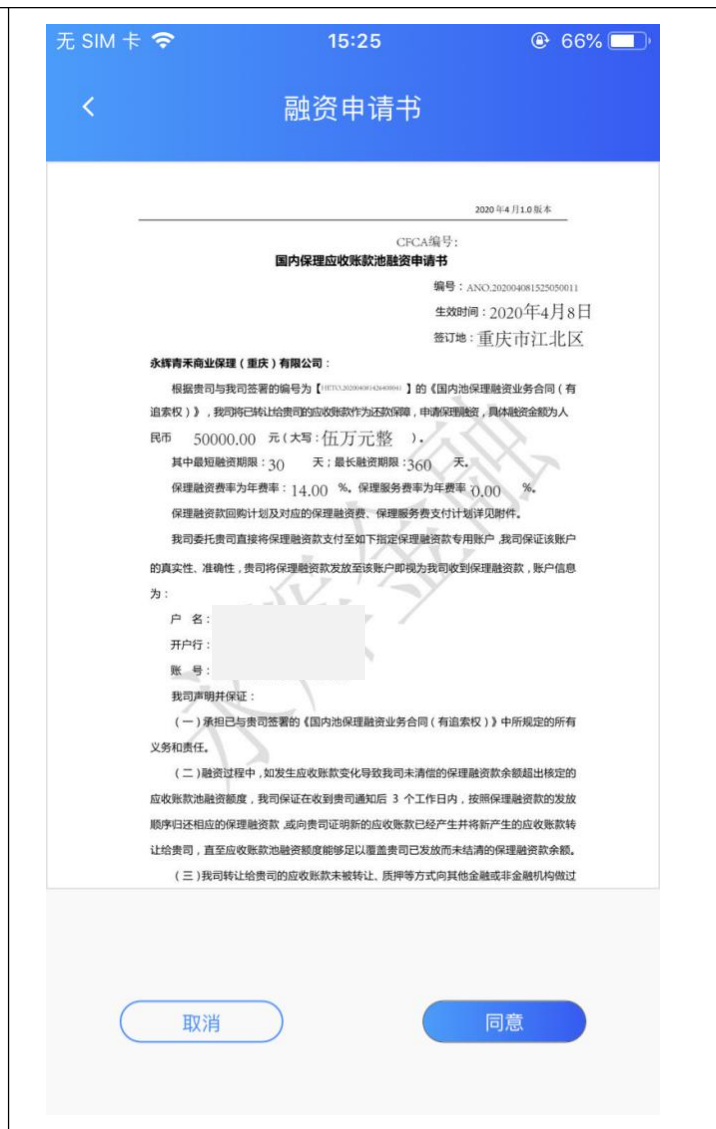 无 SIM 卡 15:25 66%
融资申请书
2020年4月1.0版本
CFCA编号:
国内保理应收账款池融资申请书
编号：ANO.202004081525050011
生效时间：2020年4月8日
签订地：重庆市江北区
永辉青禾商业保理（重庆）有限公司：
根据贵司与我司签署的编号为【 】的《国内池保理融资业务合同（有
追索权）》，我司将已转让给贵司的应收账款作为还款保障，申请保理融资，具体融资金额为人
民币 50000.00 元（大写：伍万元整 ）。
其中最短融资期限：30 天；最长融资期限：360 天。
保理融资费率为年费率：14.00 %。保理服务费率为年费率 0.00 %。
保理融资款回购计划及对应的保理融资费、保理服务费支付计划详见附件。
我司委托贵司直接将保理融资款支付至如下指定保理融资款专用账户，我司保证该账户
的真实性、准确性，贵司将保理融资款发放至该账户即视为我司收到保理融资款，账户信息
为：
户 名：
开户行：
账 号：
我司声明并保证：
（一）承担已与贵司签署的《国内池保理融资业务合同（有追索权）》中所规定的所有
义务和责任。
（二）融资过程中，如发生应收账款变化导致我司未清偿的保理融资款余额超出核定的
应收账款池融资额度，我司保证在收到贵司通知后 3 个工作日内，按照保理融资款的发放
顺序归还相应的保理融资款，或向贵司证明新的应收账款已经产生并将新产生的应收账款转
让给贵司，直至应收账款池融资额度能够足以覆盖贵司已发放而未结清的保理融资款余额。
（三）我司转让给贵司的应收账款未被转让、质押等方式向其他金融或非金融机构做过
永辉金融
取消 同意